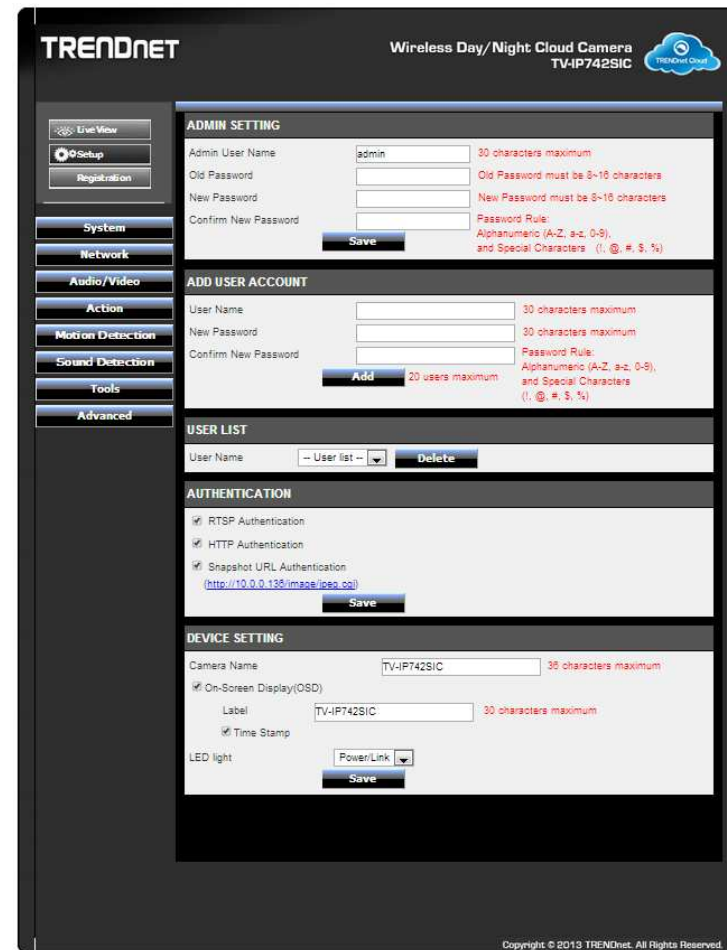 TRENDNET
Wireless Day/Night Cloud Camera
TV-IP742SIC
TRENDnet Cloud
Live View
Setup
Registration
System
Network
Audio/Video
Action
Motion Detection
Sound Detection
Tools
Advanced
ADMIN SETTING
Admin User Name admin 30 characters maximum
Old Password Old Password must be 8~16 characters
New Password New Password must be 8~16 characters
Confirm New Password Password Rule:
Alphanumeric (A-Z, a-z, 0-9),
and Special Characters (!, @, #, $, %)
Save
ADD USER ACCOUNT
User Name 30 characters maximum
New Password 30 characters maximum
Confirm New Password Password Rule:
Alphanumeric (A-Z, a-z, 0-9),
and Special Characters
(!, @, #, $, %)
Add 20 users maximum
USER LIST
User Name -- User list -- Delete
AUTHENTICATION
RTSP Authentication
HTTP Authentication
Snapshot URL Authentication
(http://10.0.0.136/image/jpeg.cgi)
Save
DEVICE SETTING
Camera Name TV-IP742SIC 36 characters maximum
On-Screen Display(OSD)
Label TV-IP742SIC 30 characters maximum
Time Stamp
LED light Power/Link
Save
Copyright © 2013 TRENDnet. All Rights Reserved.